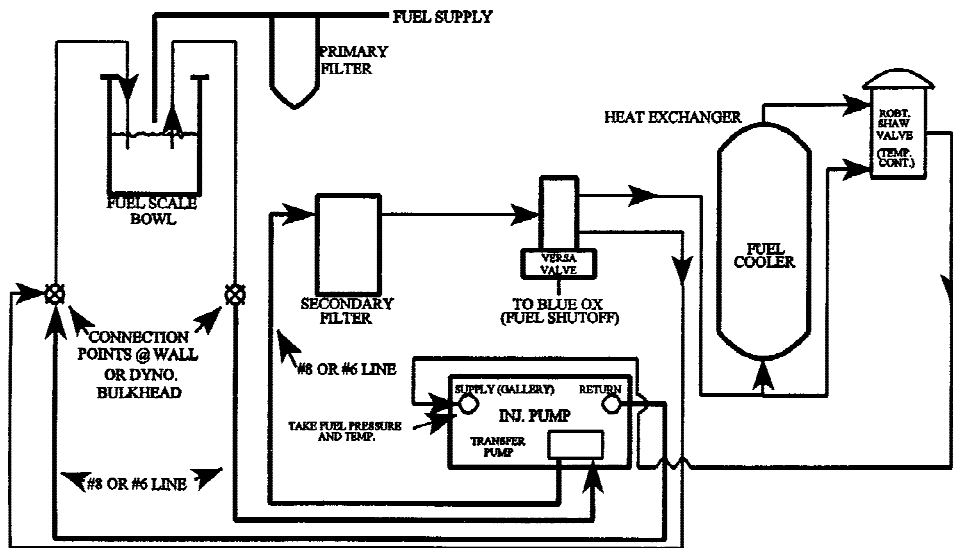 FUEL SUPPLY
PRIMARY
FILTER
HEAT EXCHANGER
ROBT.
SHAW
VALVE
(TEMP.
CONT.)
FUEL SCALE
BOWL
FUEL
COOLER
VERSA
VALVE
SECONDARY
FILTER
TO BLUE OX
(FUEL SHUTOFF)
CONNECTION
POINTS @ WALL
OR DYNO.
BULKHEAD
#8 OR #6 LINE
SUPPLY (GALLERY)
RETURN
INJ. PUMP
TAKE FUEL PRESSURE
AND TEMP.
TRANSFER
PUMP
#8 OR #6 LINE